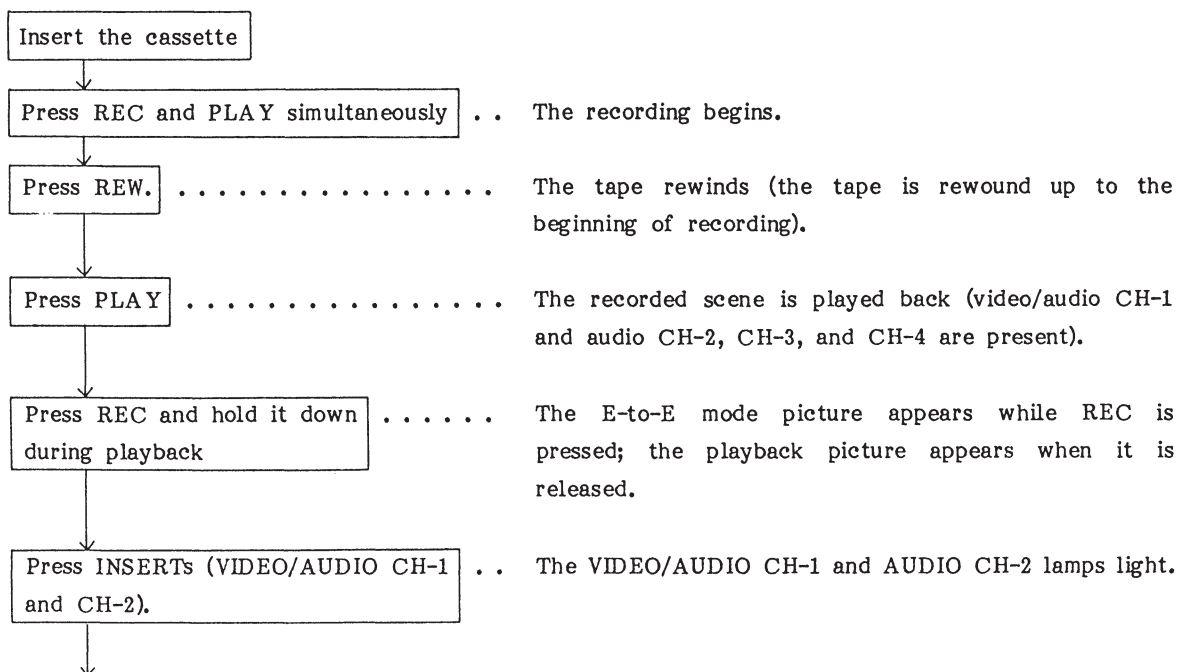 Insert the cassette
Press REC and PLAY simultaneously . . The recording begins.
Press REW. . . . . . . . . . . . . . . . . The tape rewinds (the tape is rewound up to the
beginning of recording).
Press PLAY . . . . . . . . . . . . . . . . The recorded scene is played back (video/audio CH-1
and audio CH-2, CH-3, and CH-4 are present).
Press REC and hold it down . . . . . . The E-to-E mode picture appears while REC is
during playback pressed; the playback picture appears when it is
released.
Press INSERTs (VIDEO/AUDIO CH-1 . . The VIDEO/AUDIO CH-1 and AUDIO CH-2 lamps light.
and CH-2).